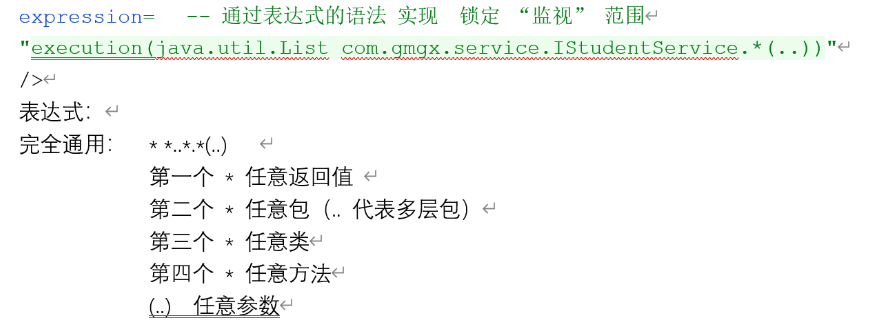 expression=   -- 通过表达式的语法 实现  锁定 “监视” 范围
"execution(java.util.List com.gmgx.service.IStudentService.*(..))"
/>
表达式：
完全通用：  * *..*.*(..)
第一个 * 任意返回值
第二个 * 任意包（.. 代表多层包）
第三个 * 任意类
第四个 * 任意方法
(..)  任意参数